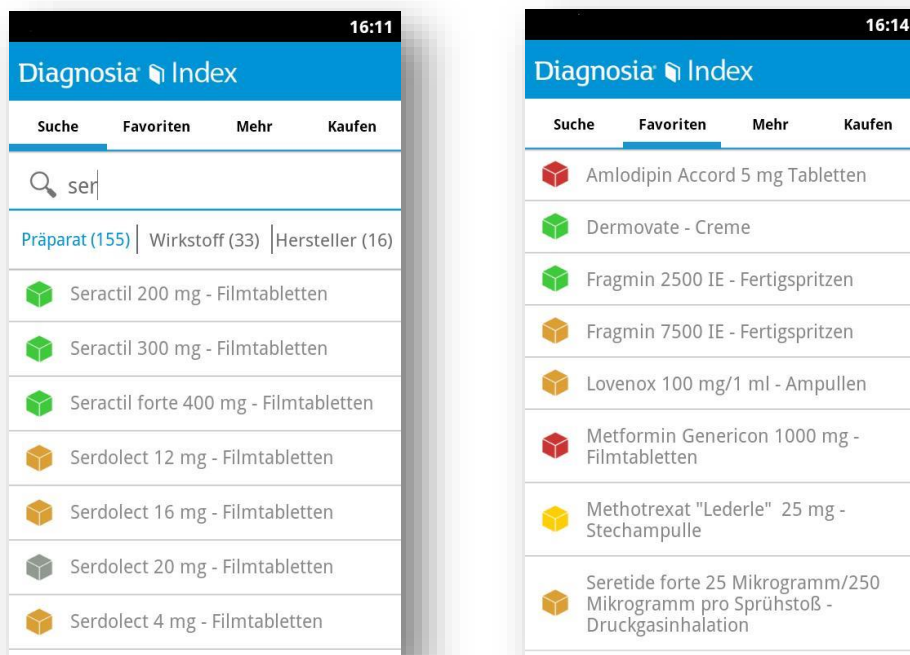 16:11
Diagnosia Index
Suche Favoriten Mehr Kaufen
ser
Präparat (155) Wirkstoff (33) Hersteller (16)
Seractil 200 mg - Filmtabletten
Seractil 300 mg - Filmtabletten
Seractil forte 400 mg - Filmtabletten
Serdolect 12 mg - Filmtabletten
Serdolect 16 mg - Filmtabletten
Serdolect 20 mg - Filmtabletten
Serdolect 4 mg - Filmtabletten
16:14
Diagnosia Index
Suche Favoriten Mehr Kaufen
Amlodipin Accord 5 mg Tabletten
Dermovate - Creme
Fragmin 2500 IE - Fertigspritzen
Fragmin 7500 IE - Fertigspritzen
Lovenox 100 mg/1 ml - Ampullen
Metformin Genericon 1000 mg -
Filmtabletten
Methotrexat "Lederle" 25 mg -
Stechampulle
Seretide forte 25 Mikrogramm/250
Mikrogramm pro Sprühstoß -
Druckgasinhalation